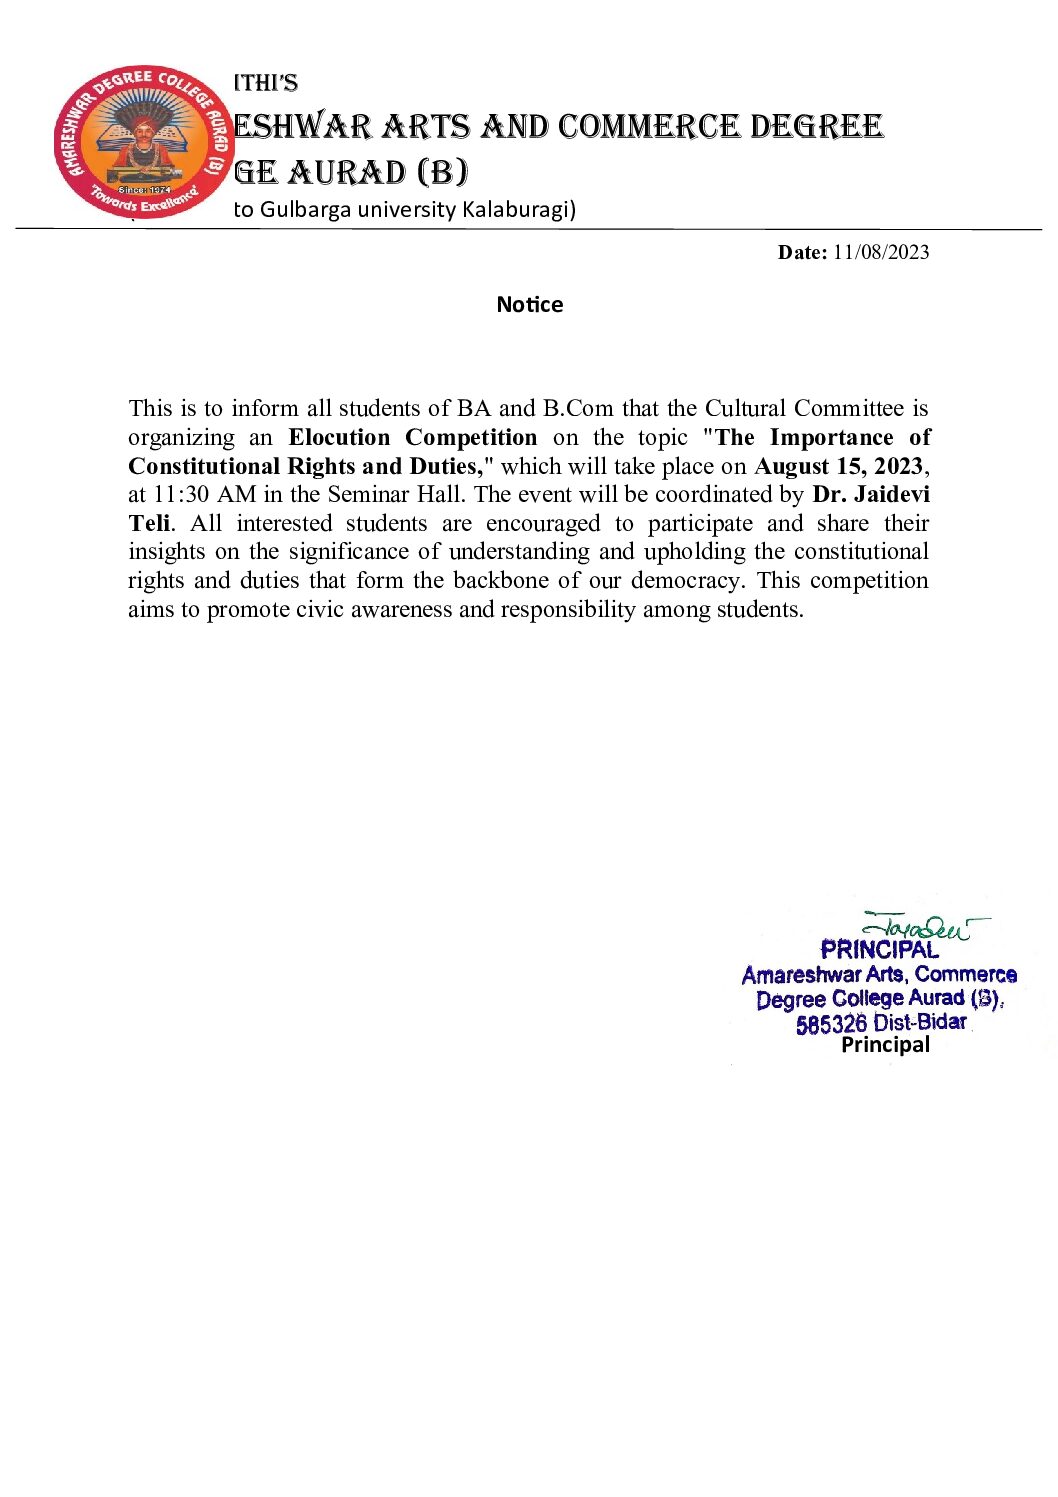 ITHI'S
ESHWAR ARTS AND COMMERCE DEGREE
GE AURAD (B)
to Gulbarga university Kalaburagi)
AMARESHWAR DEGREE COLLEGE AURAD (B)
Since 1974
'Towards Excellence'
Date: 11/08/2023
Notice
This is to inform all students of BA and B.Com that the Cultural Committee is
organizing an Elocution Competition on the topic "The Importance of
Constitutional Rights and Duties," which will take place on August 15, 2023,
at 11:30 AM in the Seminar Hall. The event will be coordinated by Dr. Jaidevi
Teli. All interested students are encouraged to participate and share their
insights on the significance of understanding and upholding the constitutional
rights and duties that form the backbone of our democracy. This competition
aims to promote civic awareness and responsibility among students.
PRINCIPAL
Amareshwar Arts, Commerce
Degree College Aurad (B),
585326 Dist-Bidar
Principal